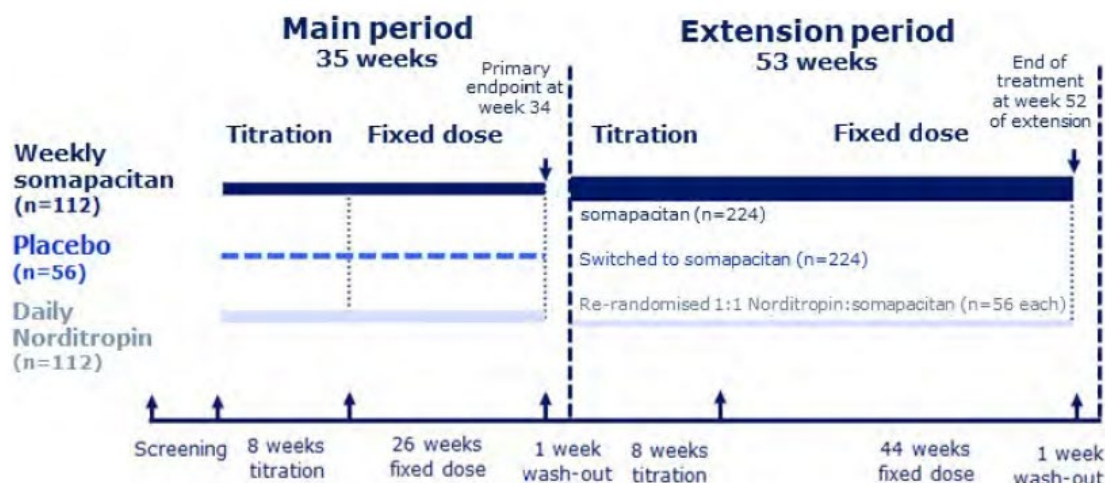 Main period
35 weeks
Primary
endpoint at
week 34
Extension period
53 weeks
End of
treatment
at week 52
of extension
Titration
Fixed dose
Titration
Fixed dose
Weekly
somapacitan
(n=112)
somapacitan (n=224)
Placebo
(n=56)
Switched to somapacitan (n=224)
Daily
Norditropin
(n=112)
Re-randomised 1:1 Norditropin:somapacitan (n=56 each)
Screening
8 weeks
titration
26 weeks
fixed dose
1 week
wash-out
8 weeks
titration
44 weeks
fixed dose
1 week
wash-out